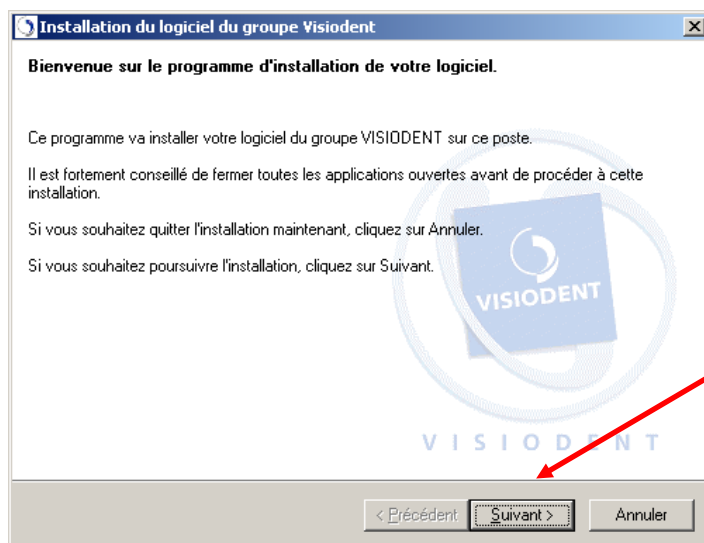 Installation du logiciel du groupe Visiodent
Bienvenue sur le programme d'installation de votre logiciel.
Ce programme va installer votre logiciel du groupe VISIODENT sur ce poste.
Il est fortement conseillé de fermer toutes les applications ouvertes avant de procéder à cette
installation.
Si vous souhaitez quitter l'installation maintenant, cliquez sur Annuler.
Si vous souhaitez poursuivre l'installation, cliquez sur Suivant.
VISIODENT
VISIODENT
< Précédent Suivant > Annuler